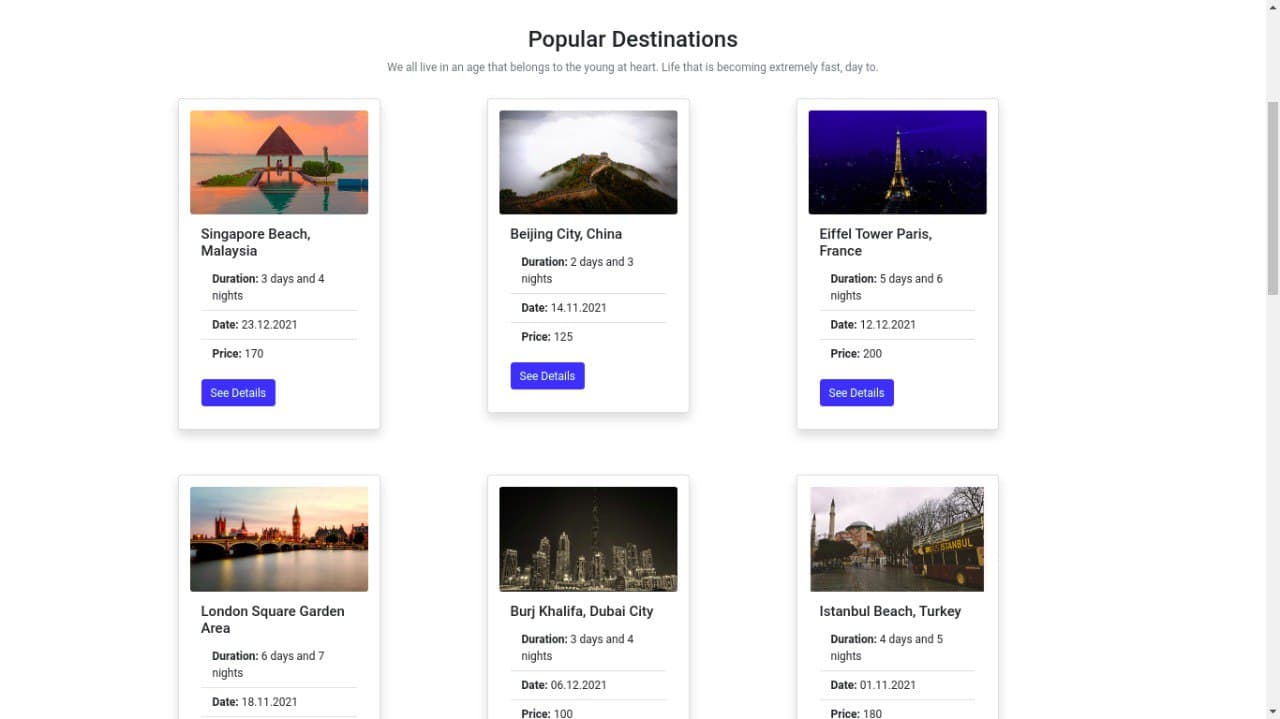 Popular Destinations
We all live in an age that belongs to the young at heart. Life that is becoming extremely fast, day to.
Singapore Beach,
Malaysia
Duration: 3 days and 4
nights
Date: 23.12.2021
Price: 170
See Details
Beijing City, China
Duration: 2 days and 3
nights
Date: 14.11.2021
Price: 125
See Details
Eiffel Tower Paris,
France
Duration: 5 days and 6
nights
Date: 12.12.2021
Price: 200
See Details
London Square Garden
Area
Duration: 6 days and 7
nights
Date: 18.11.2021
Burj Khalifa, Dubai City
Duration: 3 days and 4
nights
Date: 06.12.2021
Price: 100
ISTANBUL
Istanbul Beach, Turkey
Duration: 4 days and 5
nights
Date: 01.11.2021
Price: 180